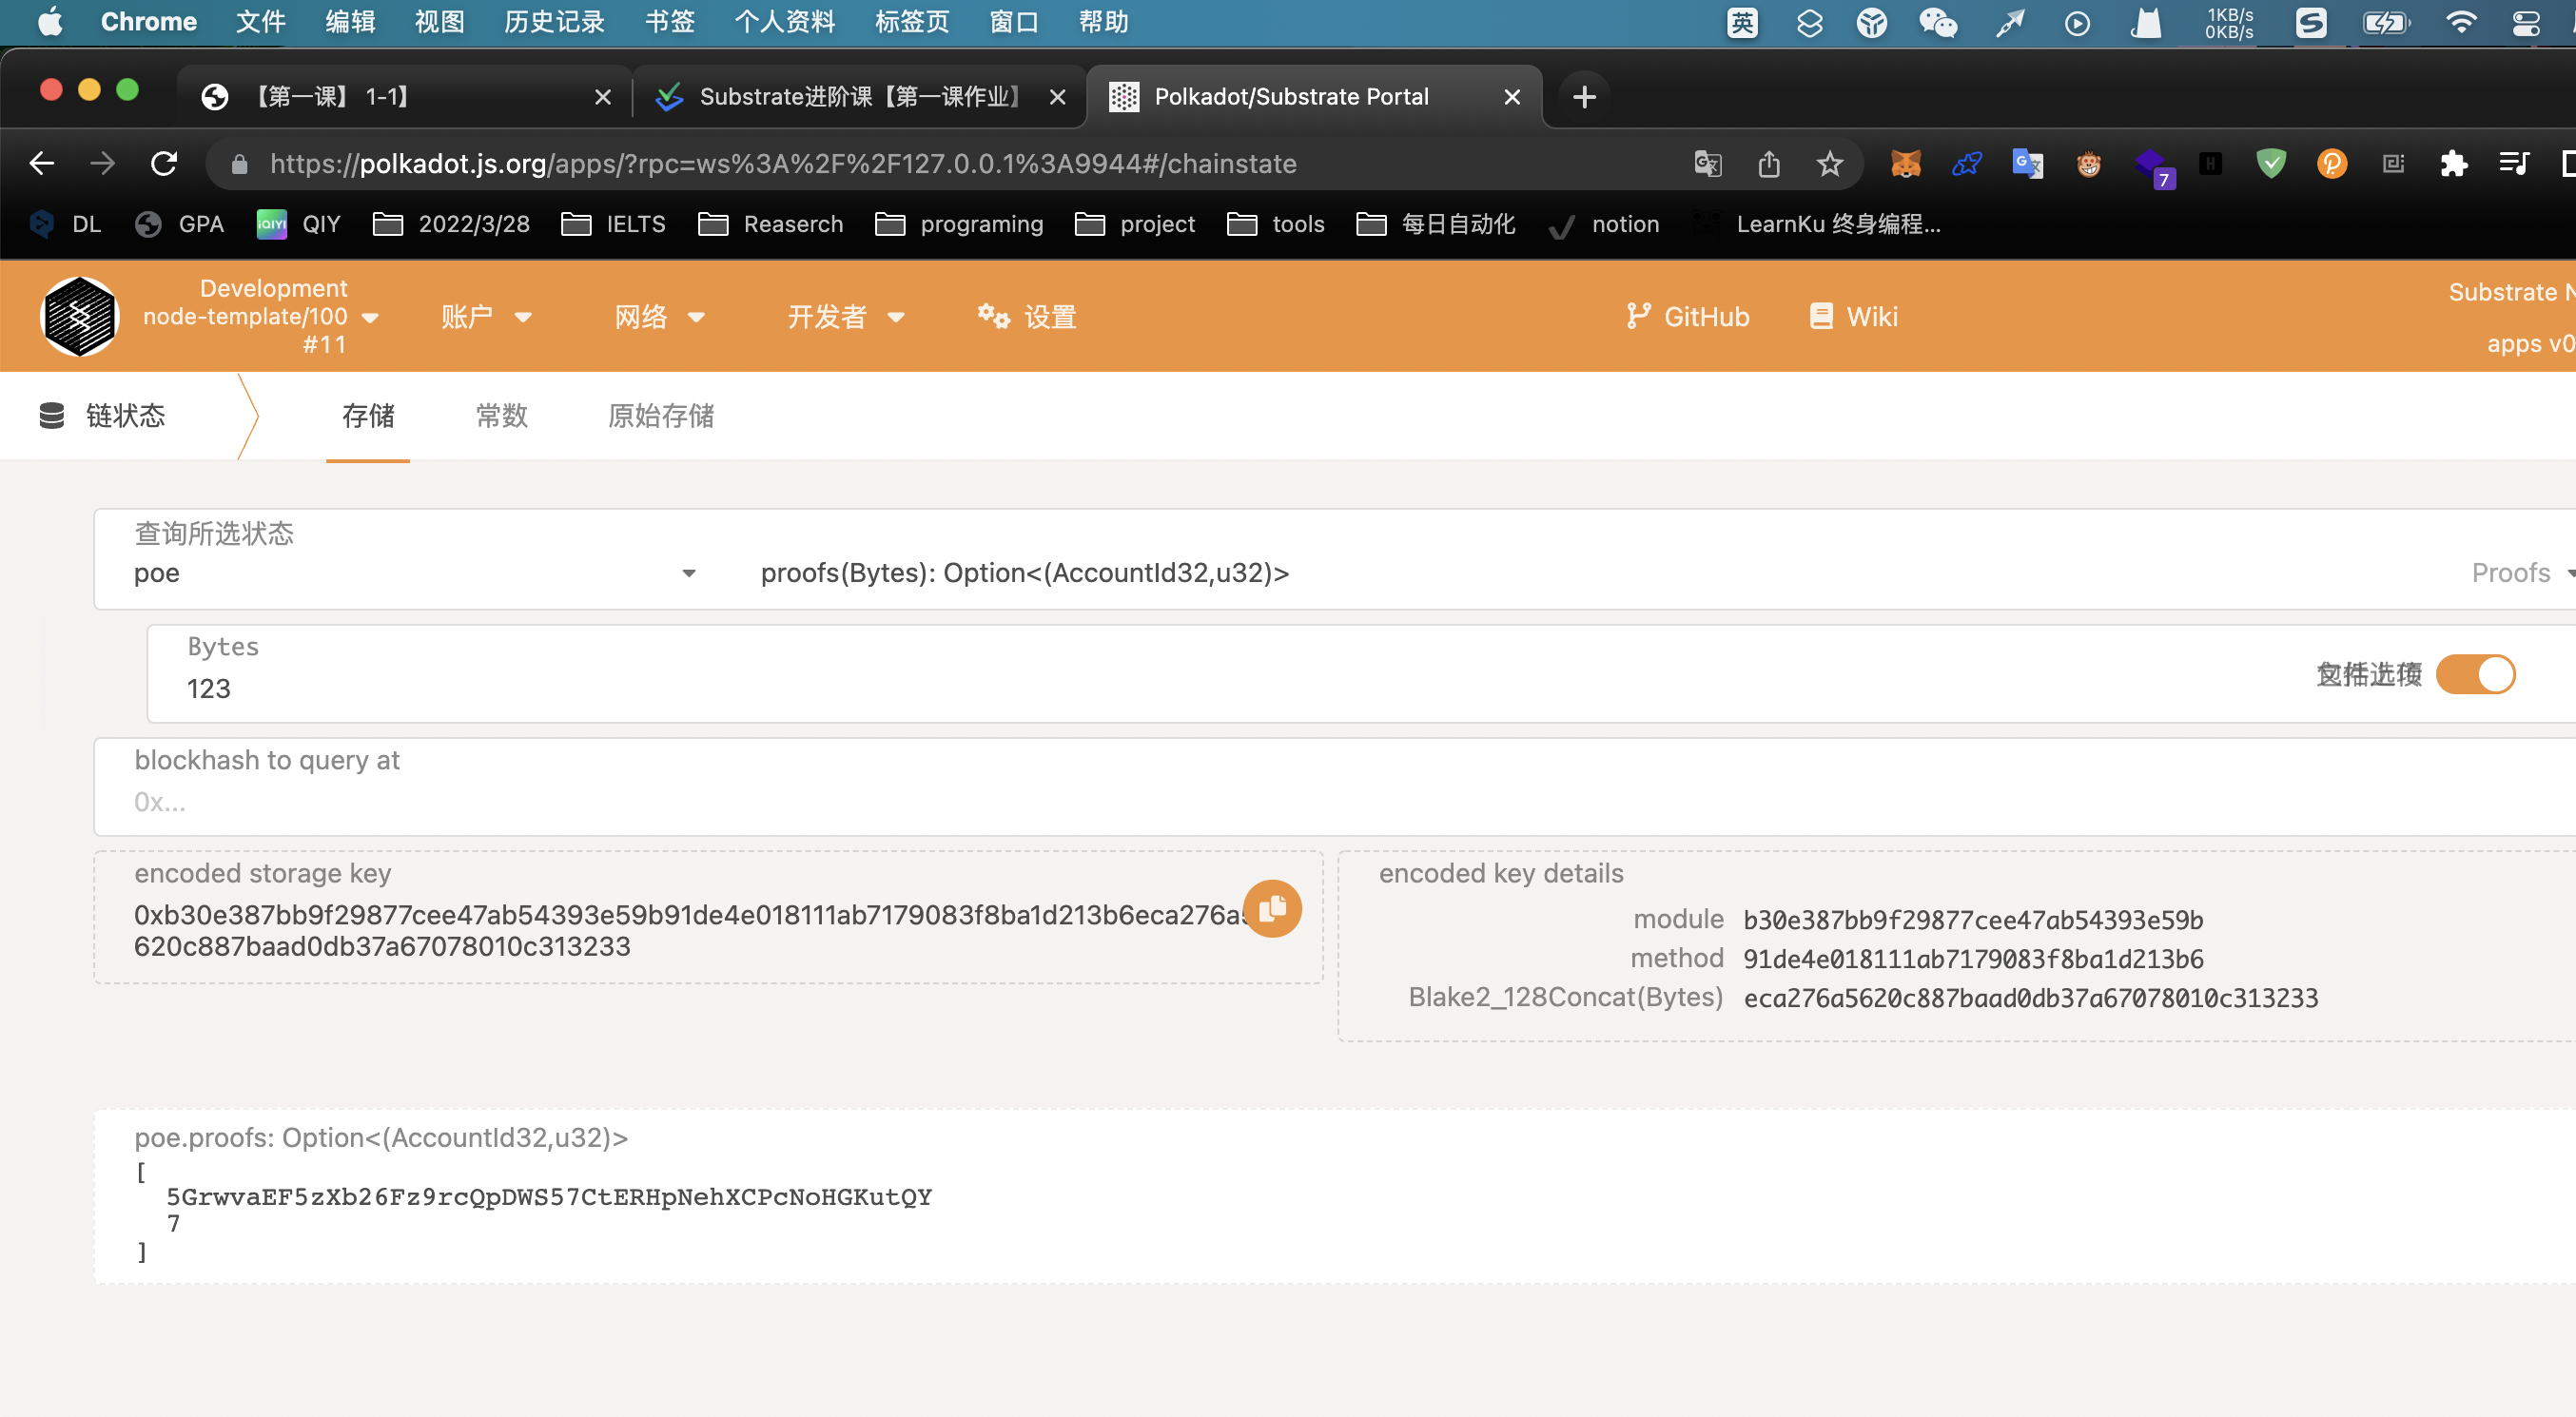 Chrome 文件 编辑 视图 历史记录 书签 个人资料 标签页 窗口 帮助 英 1KB/s
0KB/s
【第一课】 1-1】 Substrate进阶课【第一课作业】 Polkadot/Substrate Portal
https://polkadot.js.org/apps/?rpc=ws%3A%2F%2F127.0.0.1%3A9944#/chainstate 7
DL GPA QIY 2022/3/28 IELTS Reaserch programing project tools 每日自动化 notion LearnKu 终身编程...
Development
node-template/100
#11
账户 网络 开发者 设置 GitHub Wiki
Substrate N
apps v0
链状态 存储 常数 原始存储
查询所选状态
poe proofs(Bytes): Option<(AccountId32,u32)> Proofs
Bytes
123
blockhash to query at
0x...
encoded storage key
0xb30e387bb9f29877cee47ab54393e59b91de4e018111ab7179083f8ba1d213b6eca276a5
620c887baad0db37a67078010c313233
encoded key details
module b30e387bb9f29877cee47ab54393e59b
method 91de4e018111ab7179083f8ba1d213b6
Blake2_128Concat(Bytes) eca276a5620c887baad0db37a67078010c313233
poe.proofs: Option<(AccountId32,u32)>
[
5GrwvaEF5zXb26Fz9rcQpDWS57CtERHpNehXCPcNoHGKutQY
7
]